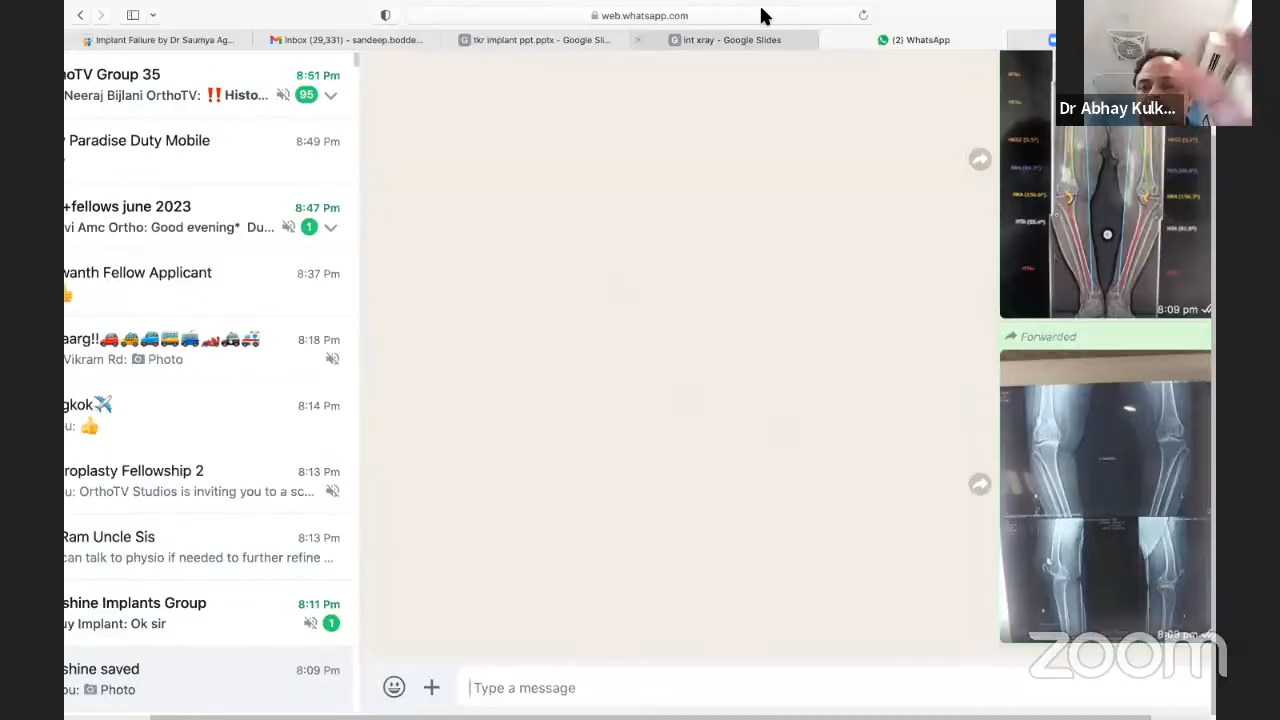 web.whatsapp.com
Implant Failure by Dr Saumya Ag...
Inbox (29,331) - sandeep.bodde...
tkr implant ppt.pptx - Google Sli...
int xray - Google Slides
(2) WhatsApp
Dr Abhay Kulk...
hoTV Group 35
8:51 Pm
Neeraj Bijlani OrthoTV: ‼️Histo...
95
Paradise Duty Mobile
8:49 Pm
+fellows june 2023
8:47 Pm
vi Amc Ortho: Good evening* Du...
1
wanth Fellow Applicant
8:37 Pm
aarg!!
8:18 Pm
Vikram Rd: Photo
gkok
8:14 Pm
u:
roplasty Fellowship 2
8:13 Pm
u: OrthoTV Studios is inviting you to a sc...
Ram Uncle Sis
8:13 Pm
can talk to physio if needed to further refine ...
shine Implants Group
8:11 Pm
uy Implant: Ok sir
1
shine saved
8:09 Pm
ou: Photo
8:09 pm
Forwarded
8:09 pm
Type a message
zoom